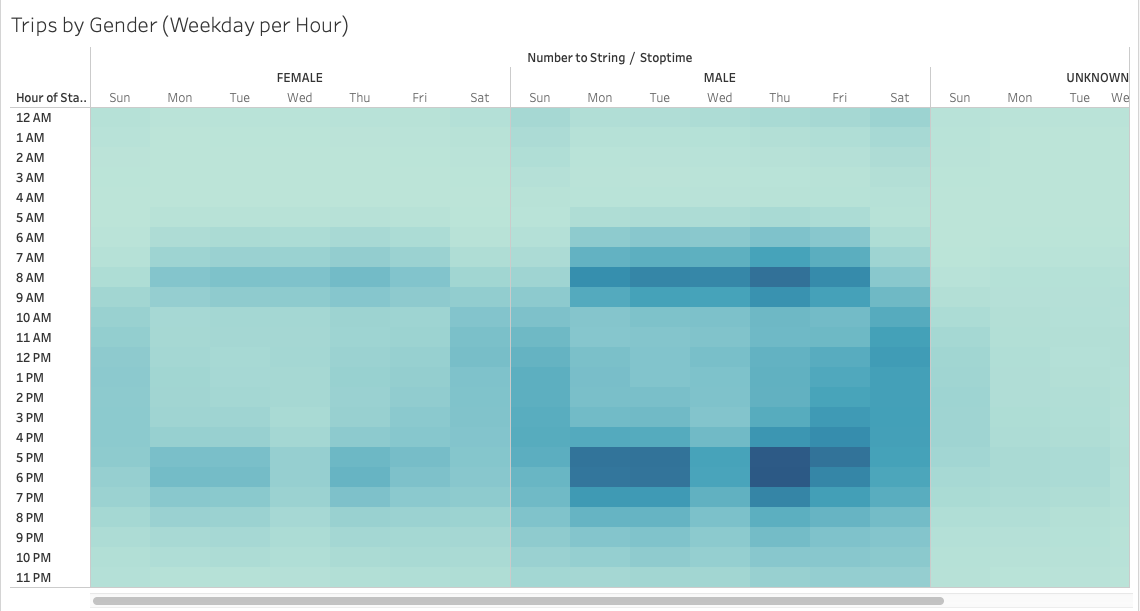 Trips by Gender (Weekday per Hour)
Number to String / Stoptime
FEMALE MALE UNKNOWN
Hour of Sta.. Sun Mon Tue Wed Thu Fri Sat Sun Mon Tue Wed Thu Fri Sat Sun Mon Tue We
12 AM
1 AM
2 AM
3 AM
4 AM
5 AM
6 AM
7 AM
8 AM
9 AM
10 AM
11 AM
12 PM
1 PM
2 PM
3 PM
4 PM
5 PM
6 PM
7 PM
8 PM
9 PM
10 PM
11 PM